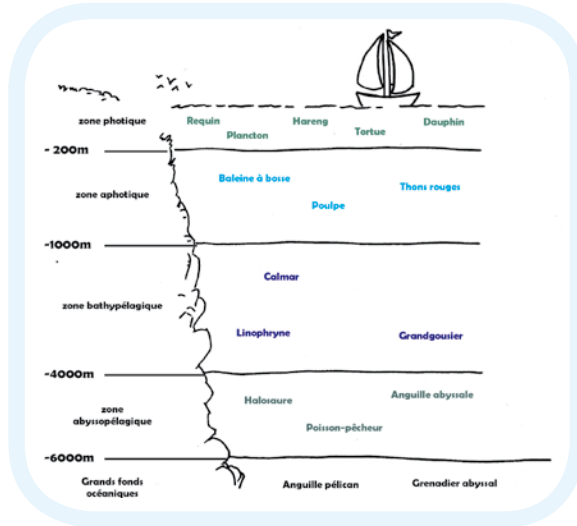 zone photique
Requin
Hareng
Dauphin
Plancton
Tortue
- 200m
zone aphotique
Baleine à bosse
Thons rouges
Poulpe
-1000m
Calmar
zone bathypélagique
Linophryne
Grandgousier
-4000m
Halosaure
Anguille abyssale
zone
abyssopélagique
Poisson-pêcheur
-6000m
Grands fonds
océaniques
Anguille pélican
Grenadier abyssal